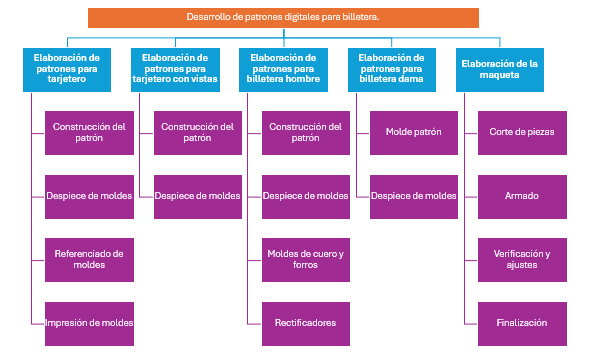 Desarrollo de patrones digitales para billetera.
Elaboración de
patrones para
tarjetero
Elaboración de
patrones para
tarjetero con vistas
Elaboración de
patrones para
billetera hombre
Elaboración de
patrones para
billetera dama
Elaboración de la
maqueta
Construcción del
patrón
Despiece de moldes
Referenciado de
moldes
Impresión de moldes
Construcción del
patrón
Despiece de moldes
Construcción del
patrón
Despiece de moldes
Moldes de cuero y
forros
Rectificadores
Molde patrón
Despiece de moldes
Corte de piezas
Armado
Verificación y
ajustes
Finalización